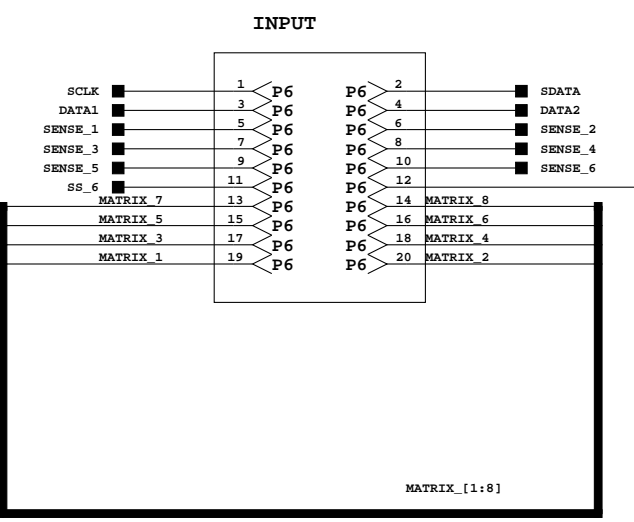 INPUT
SCLK 1 P6 P6 2 SDATA
DATA1 3 P6 P6 4 DATA2
SENSE_1 5 P6 P6 6 SENSE_2
SENSE_3 7 P6 P6 8 SENSE_4
SENSE_5 9 P6 P6 10 SENSE_6
SS_6 11 P6 P6 12
MATRIX_7 13 P6 P6 14 MATRIX_8
MATRIX_5 15 P6 P6 16 MATRIX_6
MATRIX_3 17 P6 P6 18 MATRIX_4
MATRIX_1 19 P6 P6 20 MATRIX_2
MATRIX_[1:8]